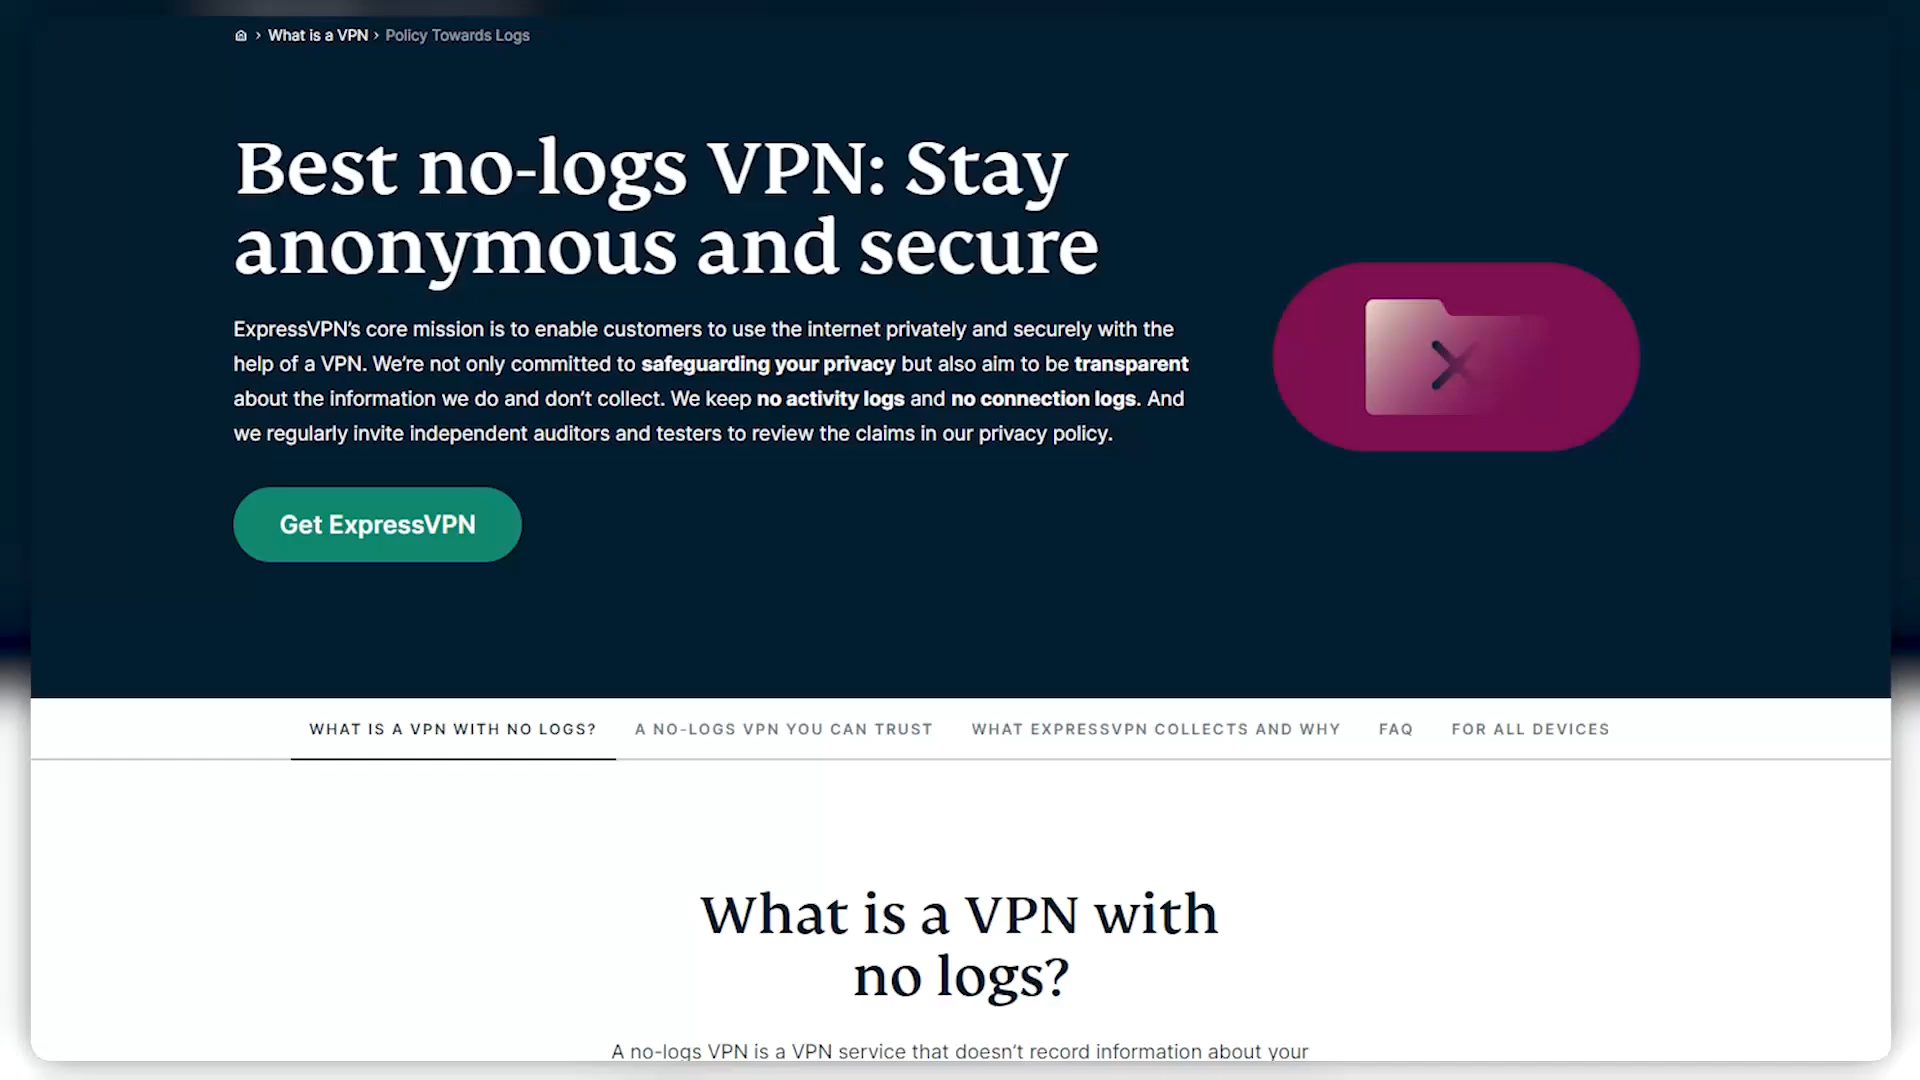 What is a VPN › Policy Towards Logs
Best no-logs VPN: Stay
anonymous and secure
ExpressVPN’s core mission is to enable customers to use the internet privately and securely with the
help of a VPN. We’re not only committed to safeguarding your privacy but also aim to be transparent
about the information we do and don’t collect. We keep no activity logs and no connection logs. And
we regularly invite independent auditors and testers to review the claims in our privacy policy.
Get ExpressVPN
WHAT IS A VPN WITH NO LOGS? A NO-LOGS VPN YOU CAN TRUST WHAT EXPRESSVPN COLLECTS AND WHY FAQ FOR ALL DEVICES
What is a VPN with
no logs?
A no-logs VPN is a VPN service that doesn’t record information about your